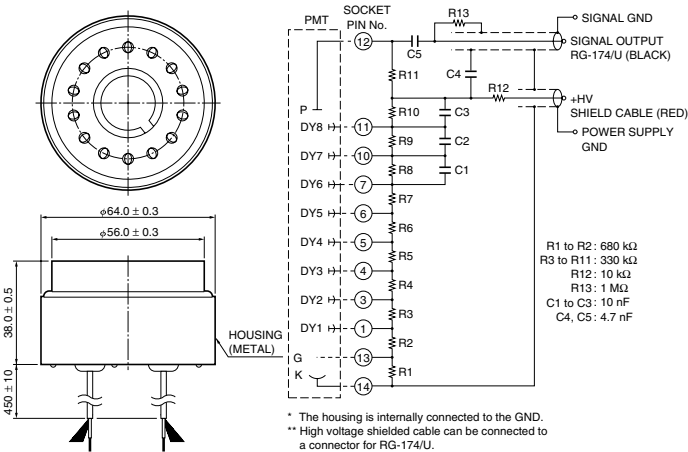 SOCKET
PIN No.
PMT
R13
SIGNAL GND
12
C5
SIGNAL OUTPUT
RG-174/U (BLACK)
R11
C4
R12
+HV
SHIELD CABLE (RED)
P
R10
C3
DY8
11
POWER SUPPLY
GND
R9
C2
DY7
10
R8
C1
DY6
7
R7
DY5
6
R6
DY4
5
R5
DY3
4
R4
DY2
3
R3
DY1
1
R2
G
13
R1
K
14
R1 to R2 : 680 kΩ
R3 to R11 : 330 kΩ
R12 : 10 kΩ
R13 : 1 MΩ
C1 to C3 : 10 nF
C4, C5 : 4.7 nF
φ64.0 ± 0.3
φ56.0 ± 0.3
38.0 ± 0.5
450 ± 10
HOUSING
(METAL)
* The housing is internally connected to the GND.
** High voltage shielded cable can be connected to
a connector for RG-174/U.